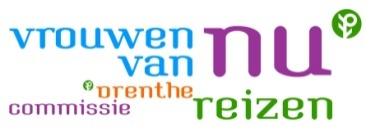 vrouwen nu
van
Drenthe
commissie reizen